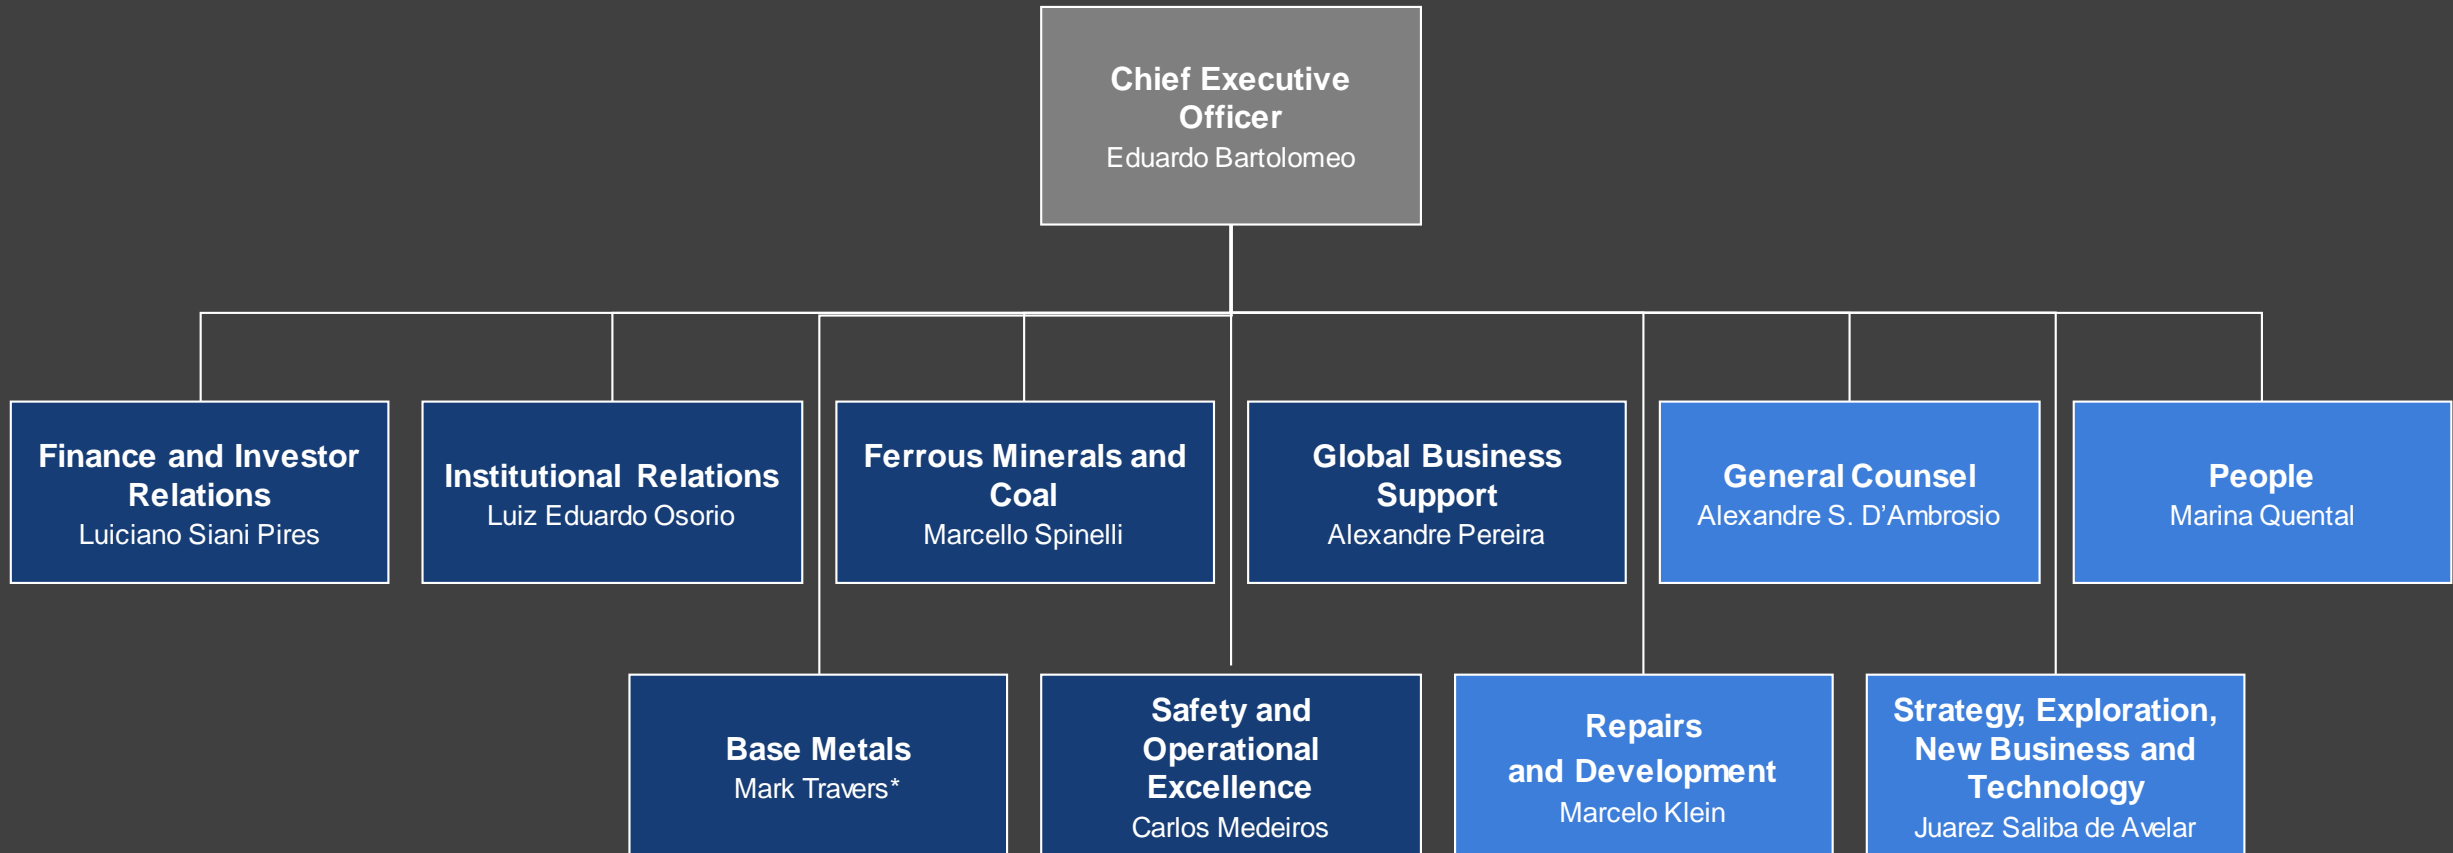 Chief Executive
Officer
Eduardo Bartolomeo
Finance and Investor
Relations
Luiciano Siani Pires
Institutional Relations
Luiz Eduardo Osorio
Ferrous Minerals and
Coal
Marcello Spinelli
Global Business
Support
Alexandre Pereira
General Counsel
Alexandre S. D’Ambrosio
People
Marina Quental
Base Metals
Mark Travers*
Safety and
Operational
Excellence
Carlos Medeiros
Repairs
and Development
Marcelo Klein
Strategy, Exploration,
New Business and
Technology
Juarez Saliba de Avelar